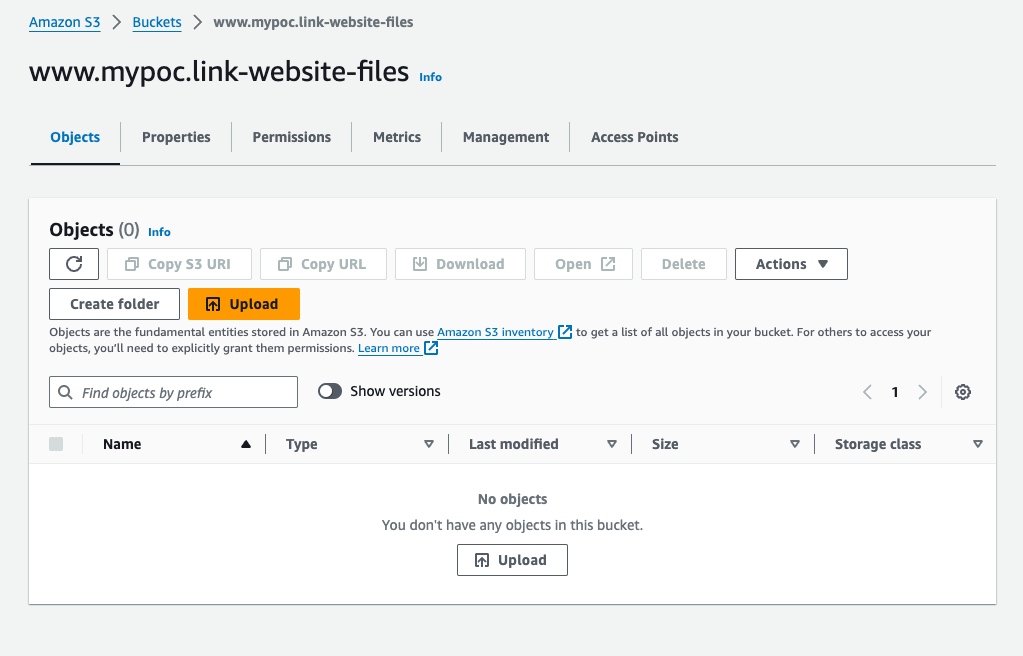 Amazon S3 > Buckets > www.mypoc.link-website-files
www.mypoc.link-website-files Info
Objects Properties Permissions Metrics Management Access Points
Objects (0) Info
Copy S3 URI Copy URL Download Open Delete Actions
Create folder Upload
Objects are the fundamental entities stored in Amazon S3. You can use Amazon S3 inventory to get a list of all objects in your bucket. For others to access your
objects, you’ll need to explicitly grant them permissions. Learn more
Find objects by prefix Show versions 1
Name Type Last modified Size Storage class
No objects
You don't have any objects in this bucket.
Upload